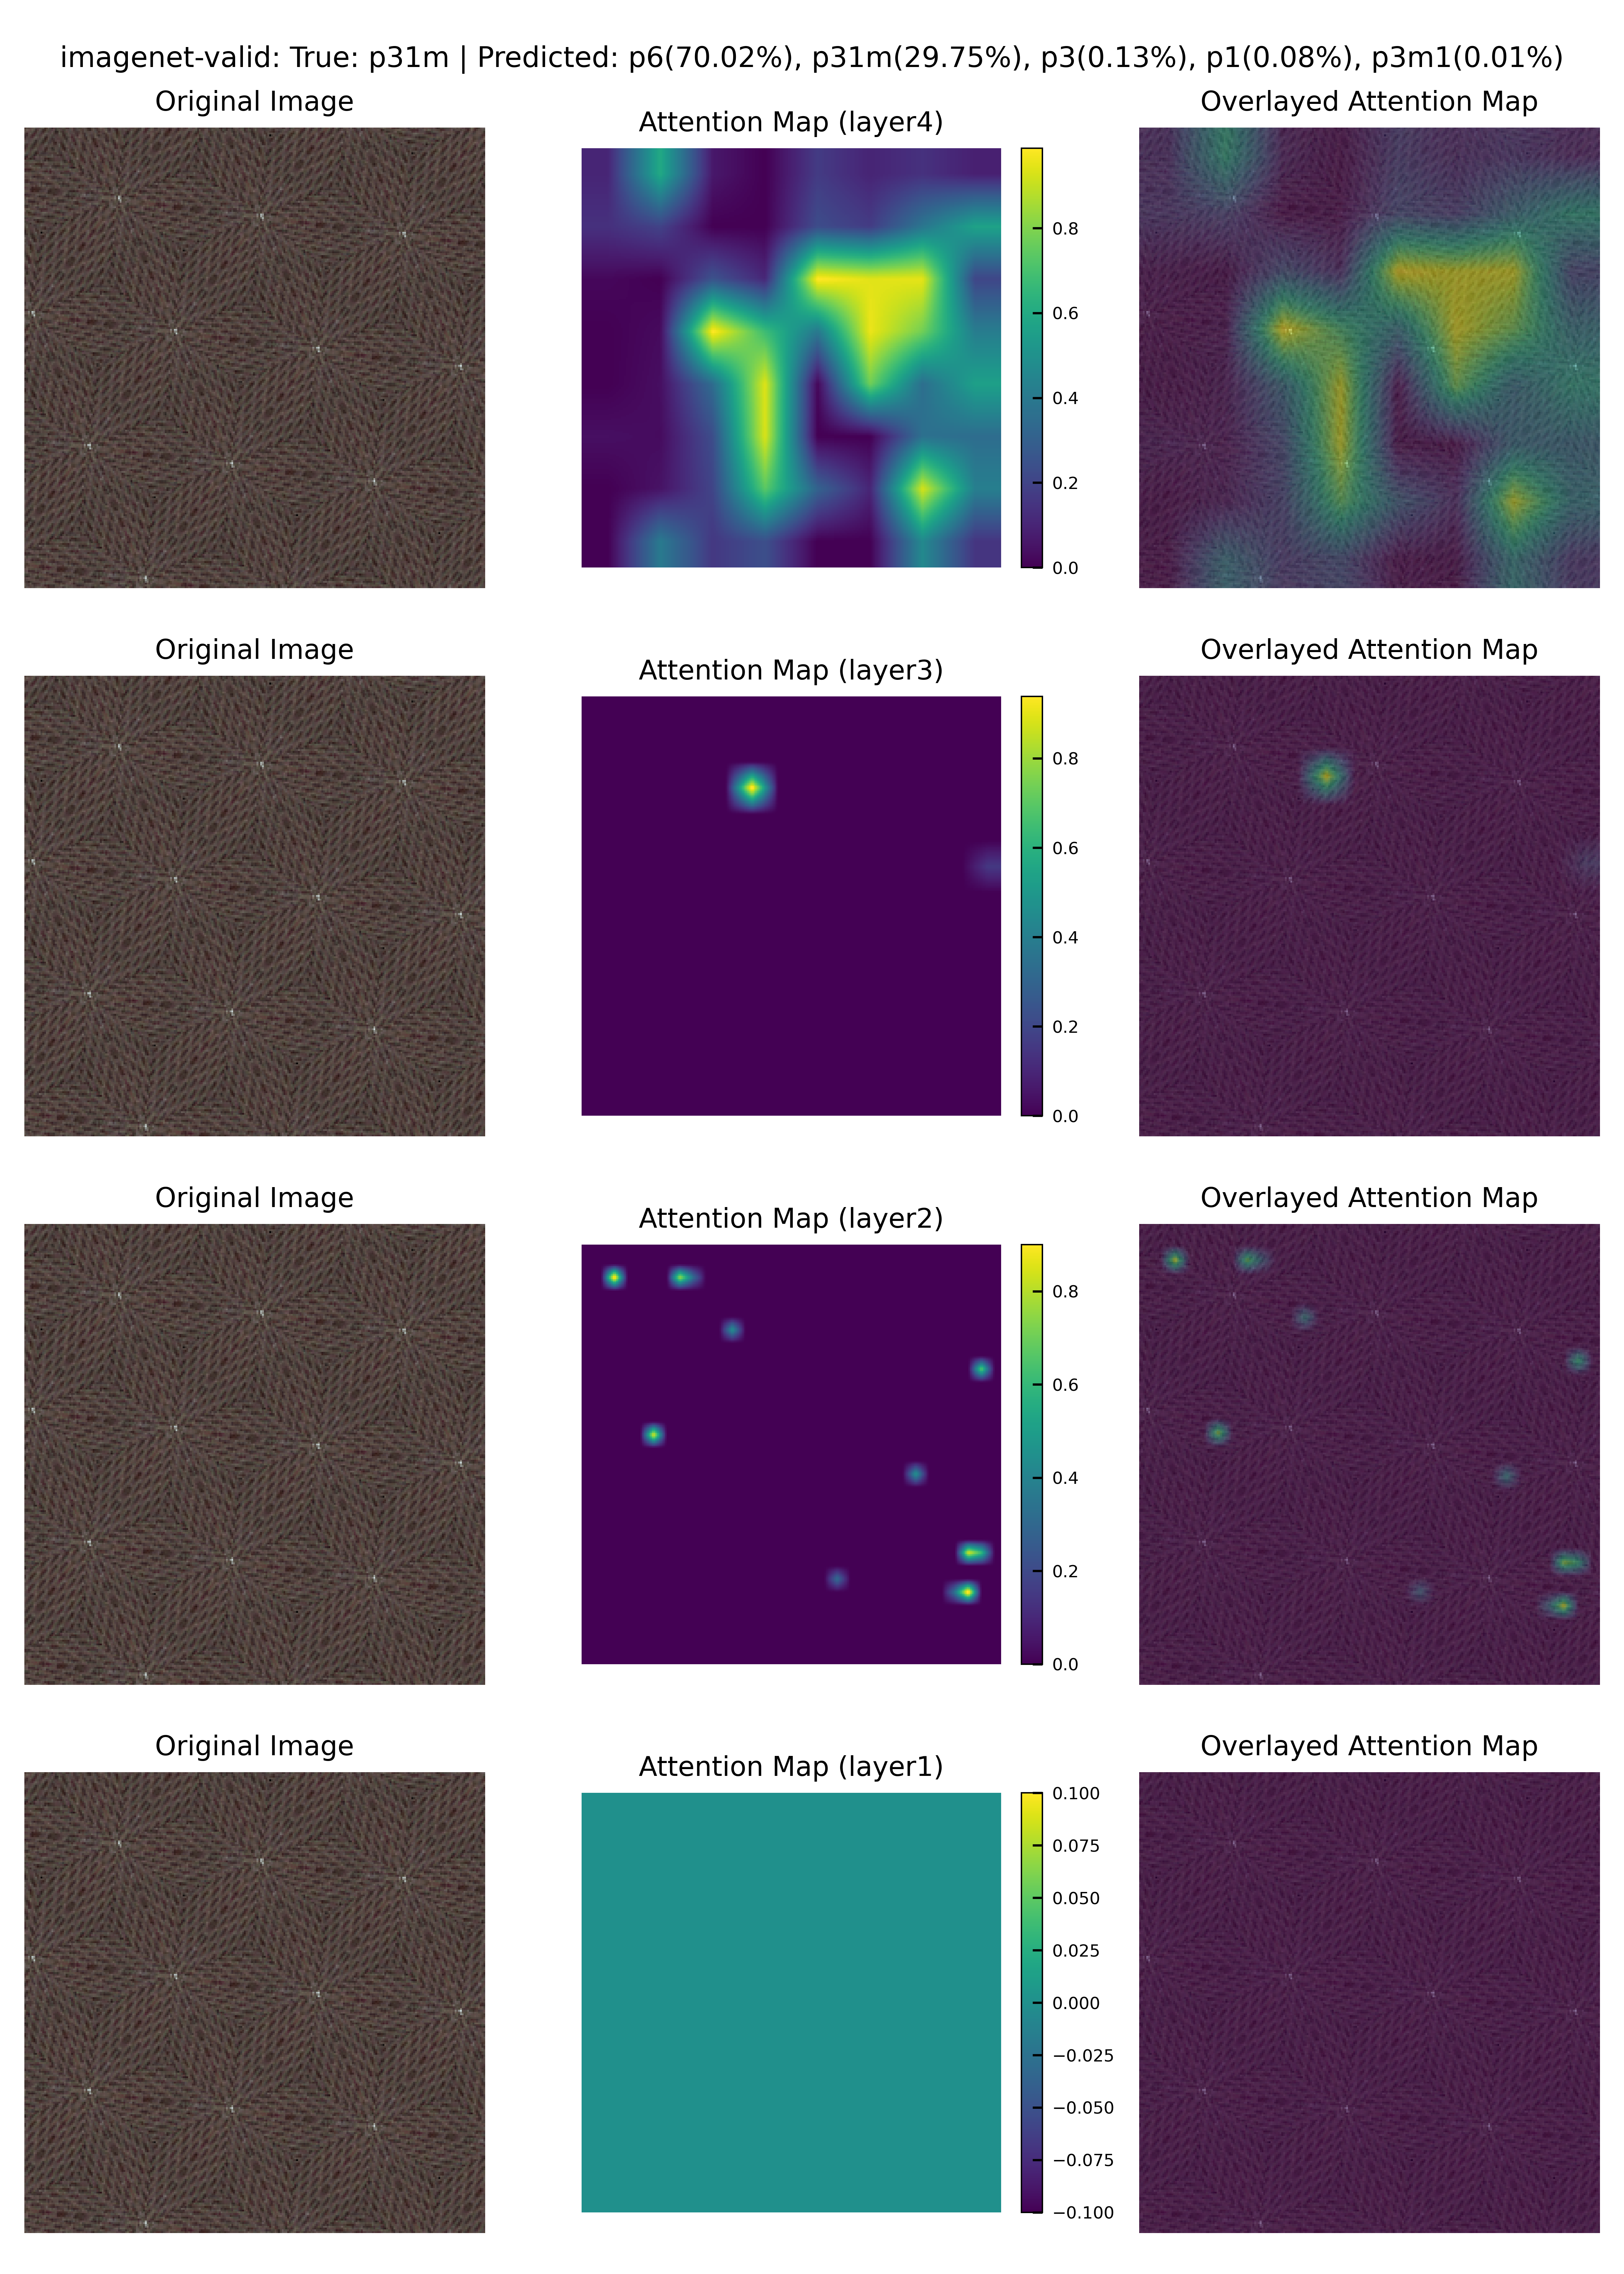 imagenet-valid: True: p31m | Predicted: p6(70.02%), p31m(29.75%), p3(0.13%), p1(0.08%), p3m1(0.01%)
Original Image
Attention Map (layer4)
Overlayed Attention Map
0.8
0.6
0.4
0.2
0.0
Original Image
Attention Map (layer3)
Overlayed Attention Map
0.8
0.6
0.4
0.2
0.0
Original Image
Attention Map (layer2)
Overlayed Attention Map
0.8
0.6
0.4
0.2
0.0
Original Image
Attention Map (layer1)
Overlayed Attention Map
0.100
0.075
0.050
0.025
0.000
−0.025
−0.050
−0.075
−0.100